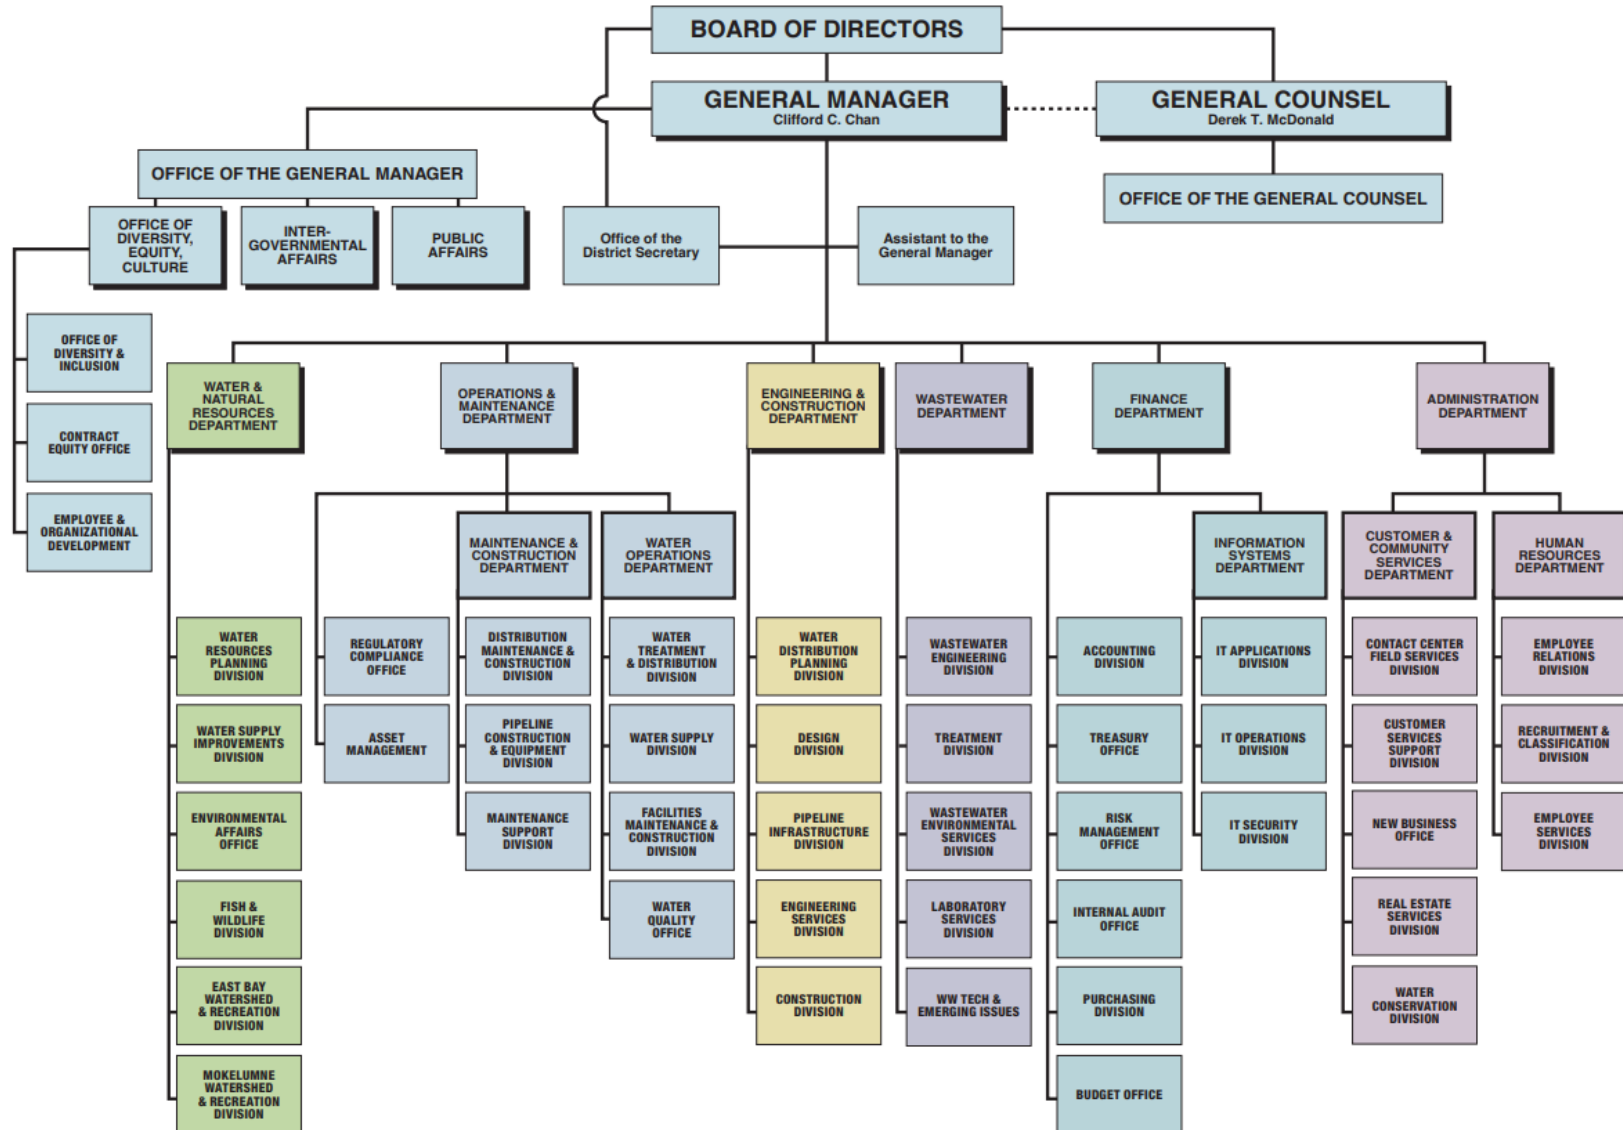 BOARD OF DIRECTORS
GENERAL MANAGER
Clifford C. Chan
GENERAL COUNSEL
Derek T. McDonald
OFFICE OF THE GENERAL MANAGER
OFFICE OF THE GENERAL COUNSEL
OFFICE OF
DIVERSITY,
EQUITY,
CULTURE
INTER-
GOVERNMENTAL
AFFAIRS
PUBLIC
AFFAIRS
Office of the
District Secretary
Assistant to the
General Manager
OFFICE OF
DIVERSITY &
INCLUSION
CONTRACT
EQUITY OFFICE
EMPLOYEE &
ORGANIZATIONAL
DEVELOPMENT
WATER &
NATURAL
RESOURCES
DEPARTMENT
OPERATIONS &
MAINTENANCE
DEPARTMENT
ENGINEERING &
CONSTRUCTION
DEPARTMENT
WASTEWATER
DEPARTMENT
FINANCE
DEPARTMENT
ADMINISTRATION
DEPARTMENT
MAINTENANCE &
CONSTRUCTION
DEPARTMENT
WATER
OPERATIONS
DEPARTMENT
INFORMATION
SYSTEMS
DEPARTMENT
CUSTOMER &
COMMUNITY
SERVICES
DEPARTMENT
HUMAN
RESOURCES
DEPARTMENT
WATER
RESOURCES
PLANNING
DIVISION
WATER SUPPLY
IMPROVEMENTS
DIVISION
ENVIRONMENTAL
AFFAIRS
OFFICE
FISH &
WILDLIFE
DIVISION
EAST BAY
WATERSHED
& RECREATION
DIVISION
MOKELUMNE
WATERSHED
& RECREATION
DIVISION
REGULATORY
COMPLIANCE
OFFICE
ASSET
MANAGEMENT
DISTRIBUTION
MAINTENANCE &
CONSTRUCTION
DIVISION
PIPELINE
CONSTRUCTION
& EQUIPMENT
DIVISION
MAINTENANCE
SUPPORT
DIVISION
WATER
TREATMENT
& DISTRIBUTION
DIVISION
WATER SUPPLY
DIVISION
FACILITIES
MAINTENANCE &
CONSTRUCTION
DIVISION
WATER
QUALITY
OFFICE
WATER
DISTRIBUTION
PLANNING
DIVISION
DESIGN
DIVISION
PIPELINE
INFRASTRUCTURE
DIVISION
ENGINEERING
SERVICES
DIVISION
CONSTRUCTION
DIVISION
WASTEWATER
ENGINEERING
DIVISION
TREATMENT
DIVISION
WASTEWATER
ENVIRONMENTAL
SERVICES
DIVISION
LABORATORY
SERVICES
DIVISION
WW TECH &
EMERGING ISSUES
ACCOUNTING
DIVISION
TREASURY
OFFICE
RISK
MANAGEMENT
OFFICE
INTERNAL AUDIT
OFFICE
PURCHASING
DIVISION
BUDGET OFFICE
IT APPLICATIONS
DIVISION
IT OPERATIONS
DIVISION
IT SECURITY
DIVISION
CONTACT CENTER
FIELD SERVICES
DIVISION
CUSTOMER
SERVICES
SUPPORT
DIVISION
NEW BUSINESS
OFFICE
REAL ESTATE
SERVICES
DIVISION
WATER
CONSERVATION
DIVISION
EMPLOYEE
RELATIONS
DIVISION
RECRUITMENT &
CLASSIFICATION
DIVISION
EMPLOYEE
SERVICES
DIVISION